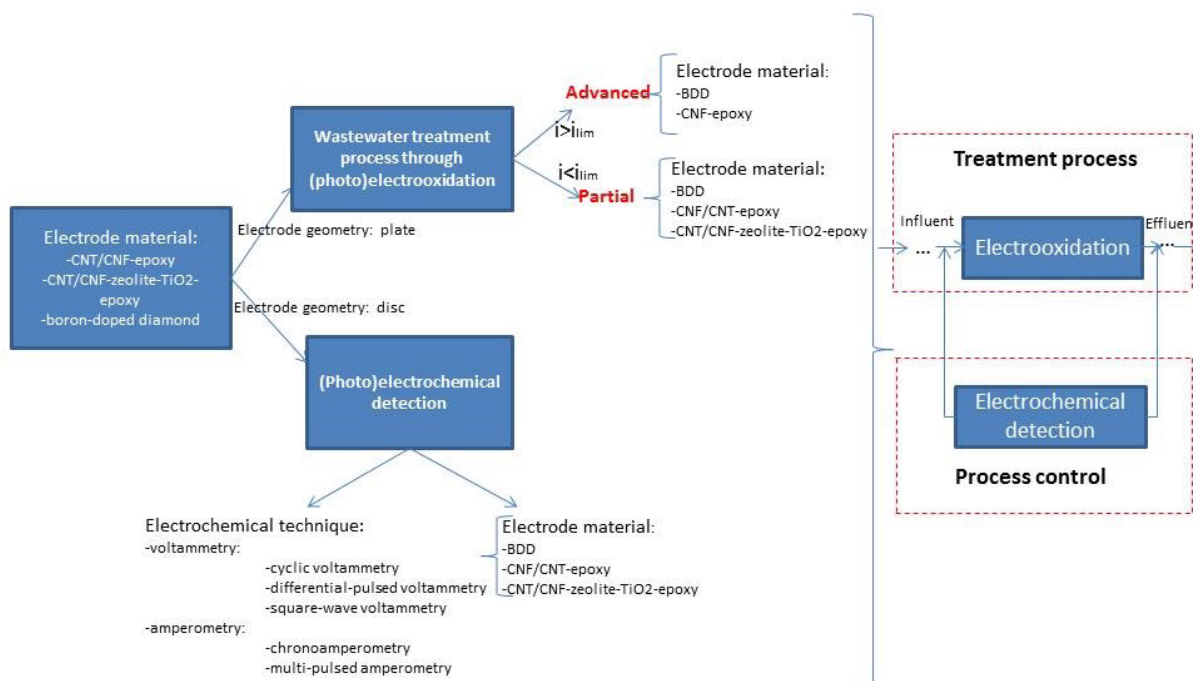 Electrode material:
-CNT/CNF-epoxy
-CNT/CNF-zeolite-TiO2-
epoxy
-boron-doped diamond
Electrode geometry: plate
Electrode geometry: disc
Wastewater treatment
process through
(photo)electrooxidation
i>ilim
i<ilim
Advanced
Electrode material:
-BDD
-CNF-epoxy
Partial
Electrode material:
-BDD
-CNF/CNT-epoxy
-CNT/CNF-zeolite-TiO2-epoxy
(Photo)electrochemical
detection
Electrochemical technique:
-voltammetry:
-cyclic voltammetry
-differential-pulsed voltammetry
-square-wave voltammetry
-amperometry:
-chronoamperometry
-multi-pulsed amperometry
Electrode material:
-BDD
-CNF/CNT-epoxy
-CNT/CNF-zeolite-TiO2-epoxy
Treatment process
Influent
...
Electrooxidation
Effluen
...
Electrochemical
detection
Process control